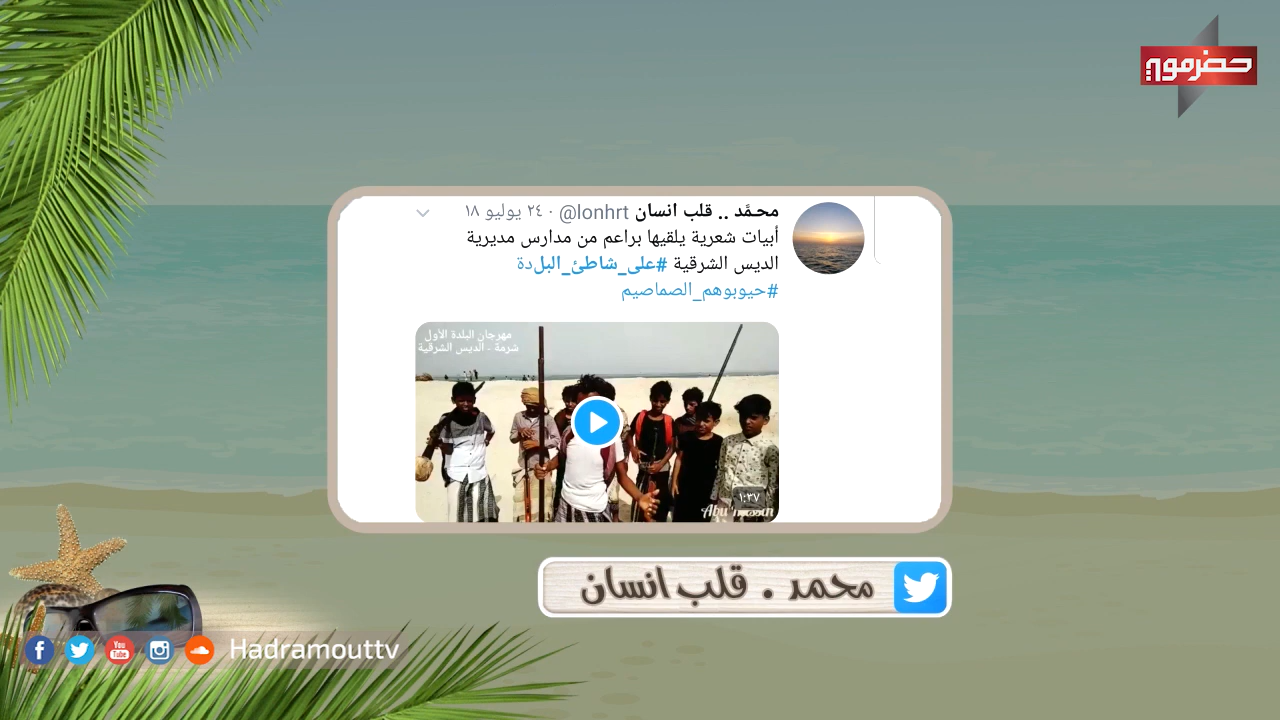 حضرموت
محمّد .. قلب انسان @lonhrt · ٢٤ يوليو ١٨
أبيات شعرية يلقيها براعم من مدارس مديرية
الديس الشرقية #على_شاطئ_البلدة
#حيوبوهم_الصماصيم
مهرجان البلدة الأول
شرمة - الديس الشرقية
١:٣٧
محمد . قلب انسان
Hadramouttv